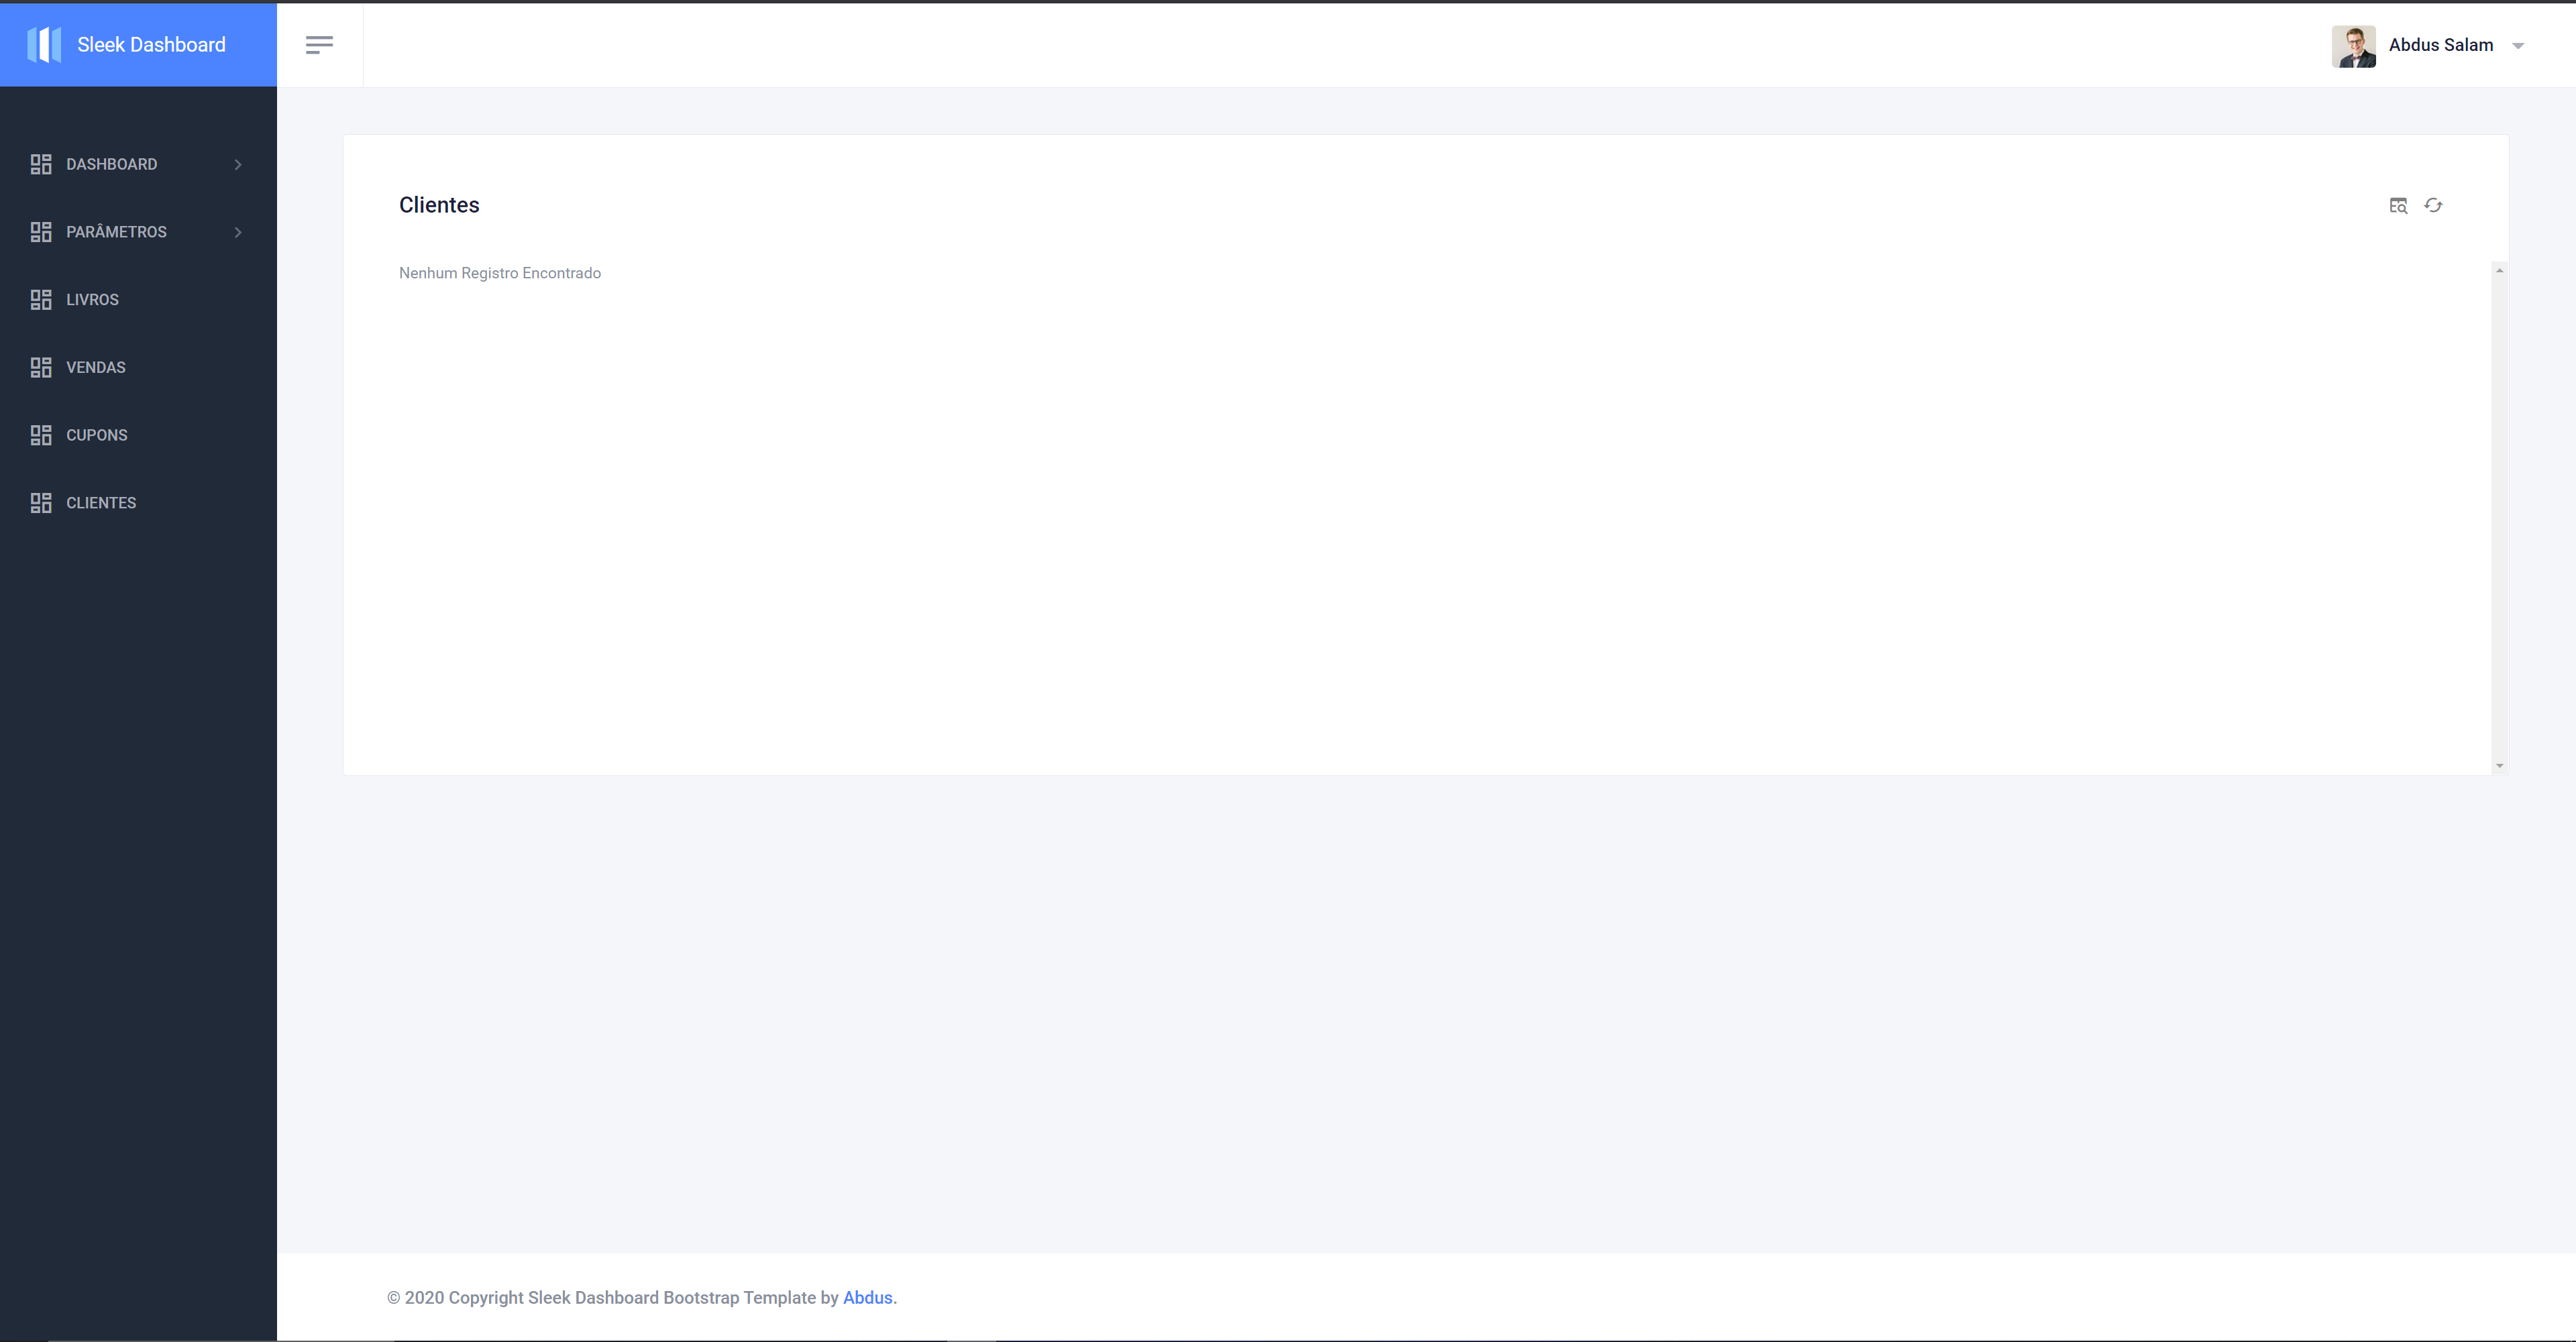 Sleek Dashboard
Abdus Salam
DASHBOARD
PARÂMETROS
LIVROS
VENDAS
CUPONS
CLIENTES
Clientes
Nenhum Registro Encontrado
© 2020 Copyright Sleek Dashboard Bootstrap Template by Abdus.